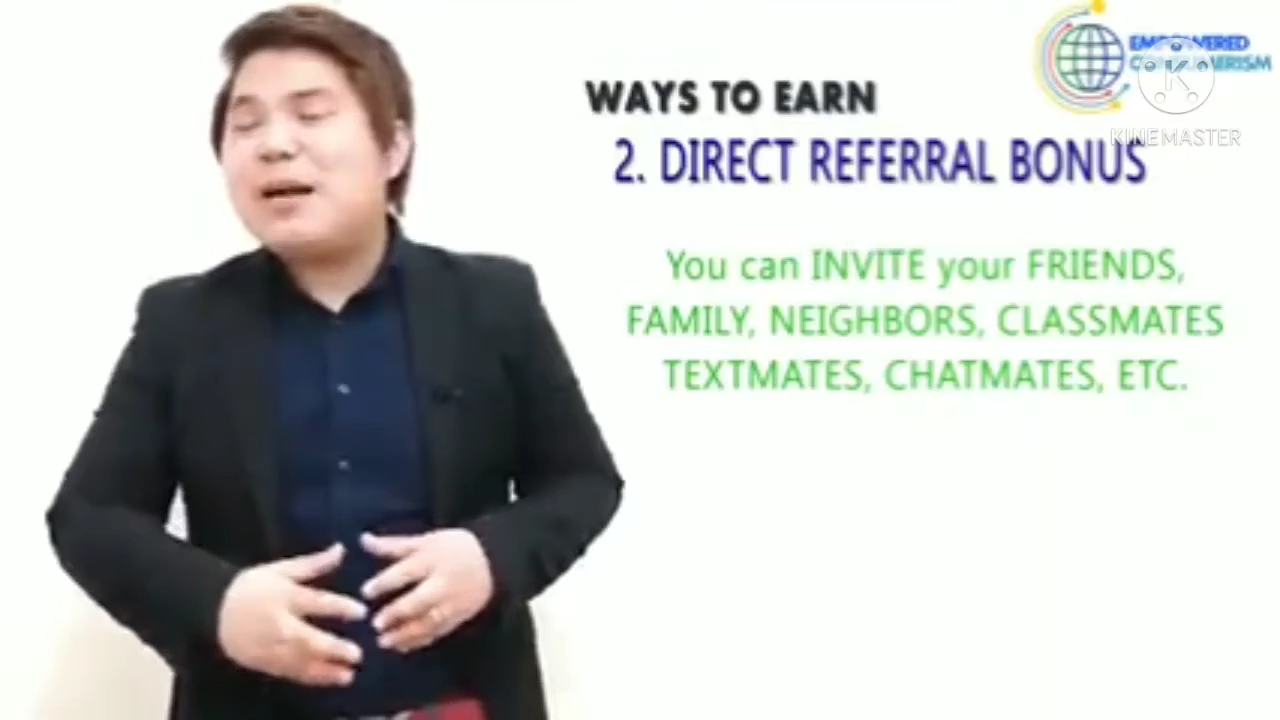 WAYS TO EARN
2. DIRECT REFERRAL BONUS
You can INVITE your FRIENDS,
FAMILY, NEIGHBORS, CLASSMATES
TEXTMATES, CHATMATES, ETC.
KINEMASTER